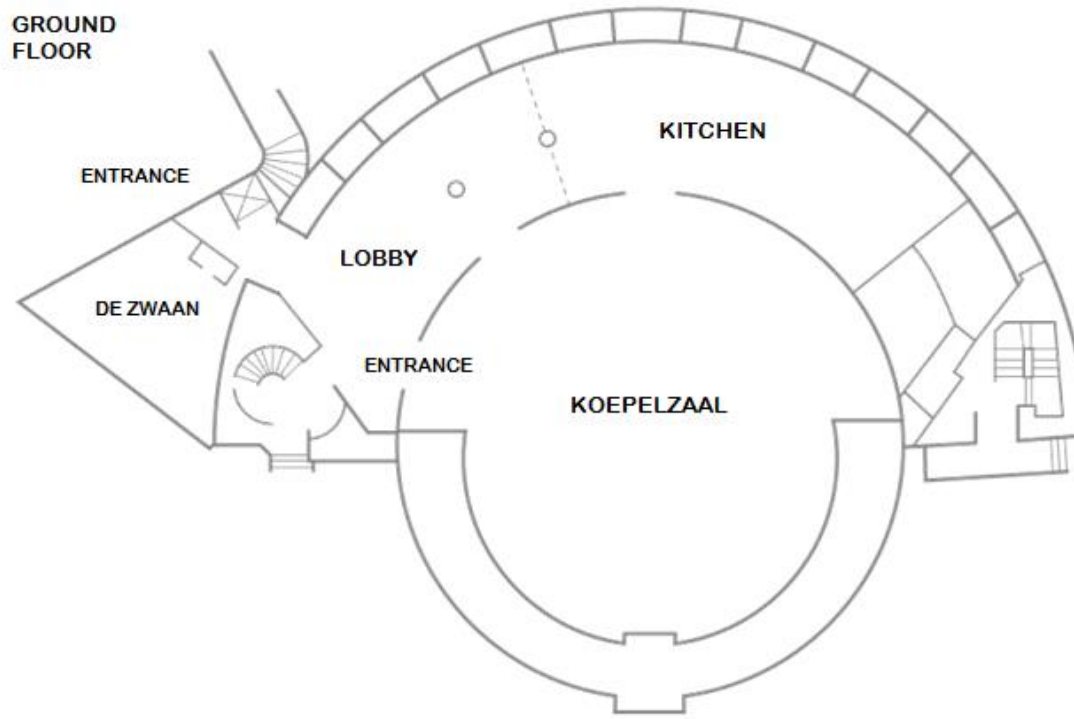 GROUND
FLOOR
KITCHEN
ENTRANCE
LOBBY
DE ZWAAN
ENTRANCE
KOEPELZAAL